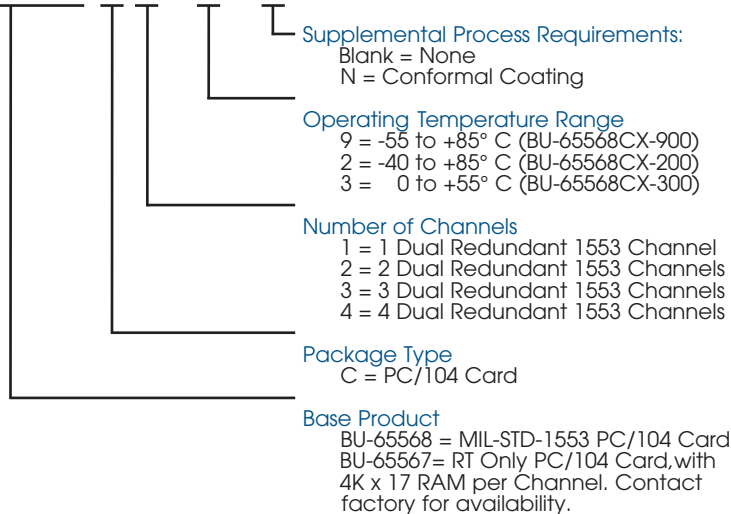 Supplemental Process Requirements:
Blank = None
N = Conformal Coating
Operating Temperature Range
9 = -55 to +85° C (BU-65568CX-900)
2 = -40 to +85° C (BU-65568CX-200)
3 = 0 to +55° C (BU-65568CX-300)
Number of Channels
1 = 1 Dual Redundant 1553 Channel
2 = 2 Dual Redundant 1553 Channels
3 = 3 Dual Redundant 1553 Channels
4 = 4 Dual Redundant 1553 Channels
Package Type
C = PC/104 Card
Base Product
BU-65568 = MIL-STD-1553 PC/104 Card
BU-65567= RT Only PC/104 Card,with
4K x 17 RAM per Channel. Contact
factory for availability.